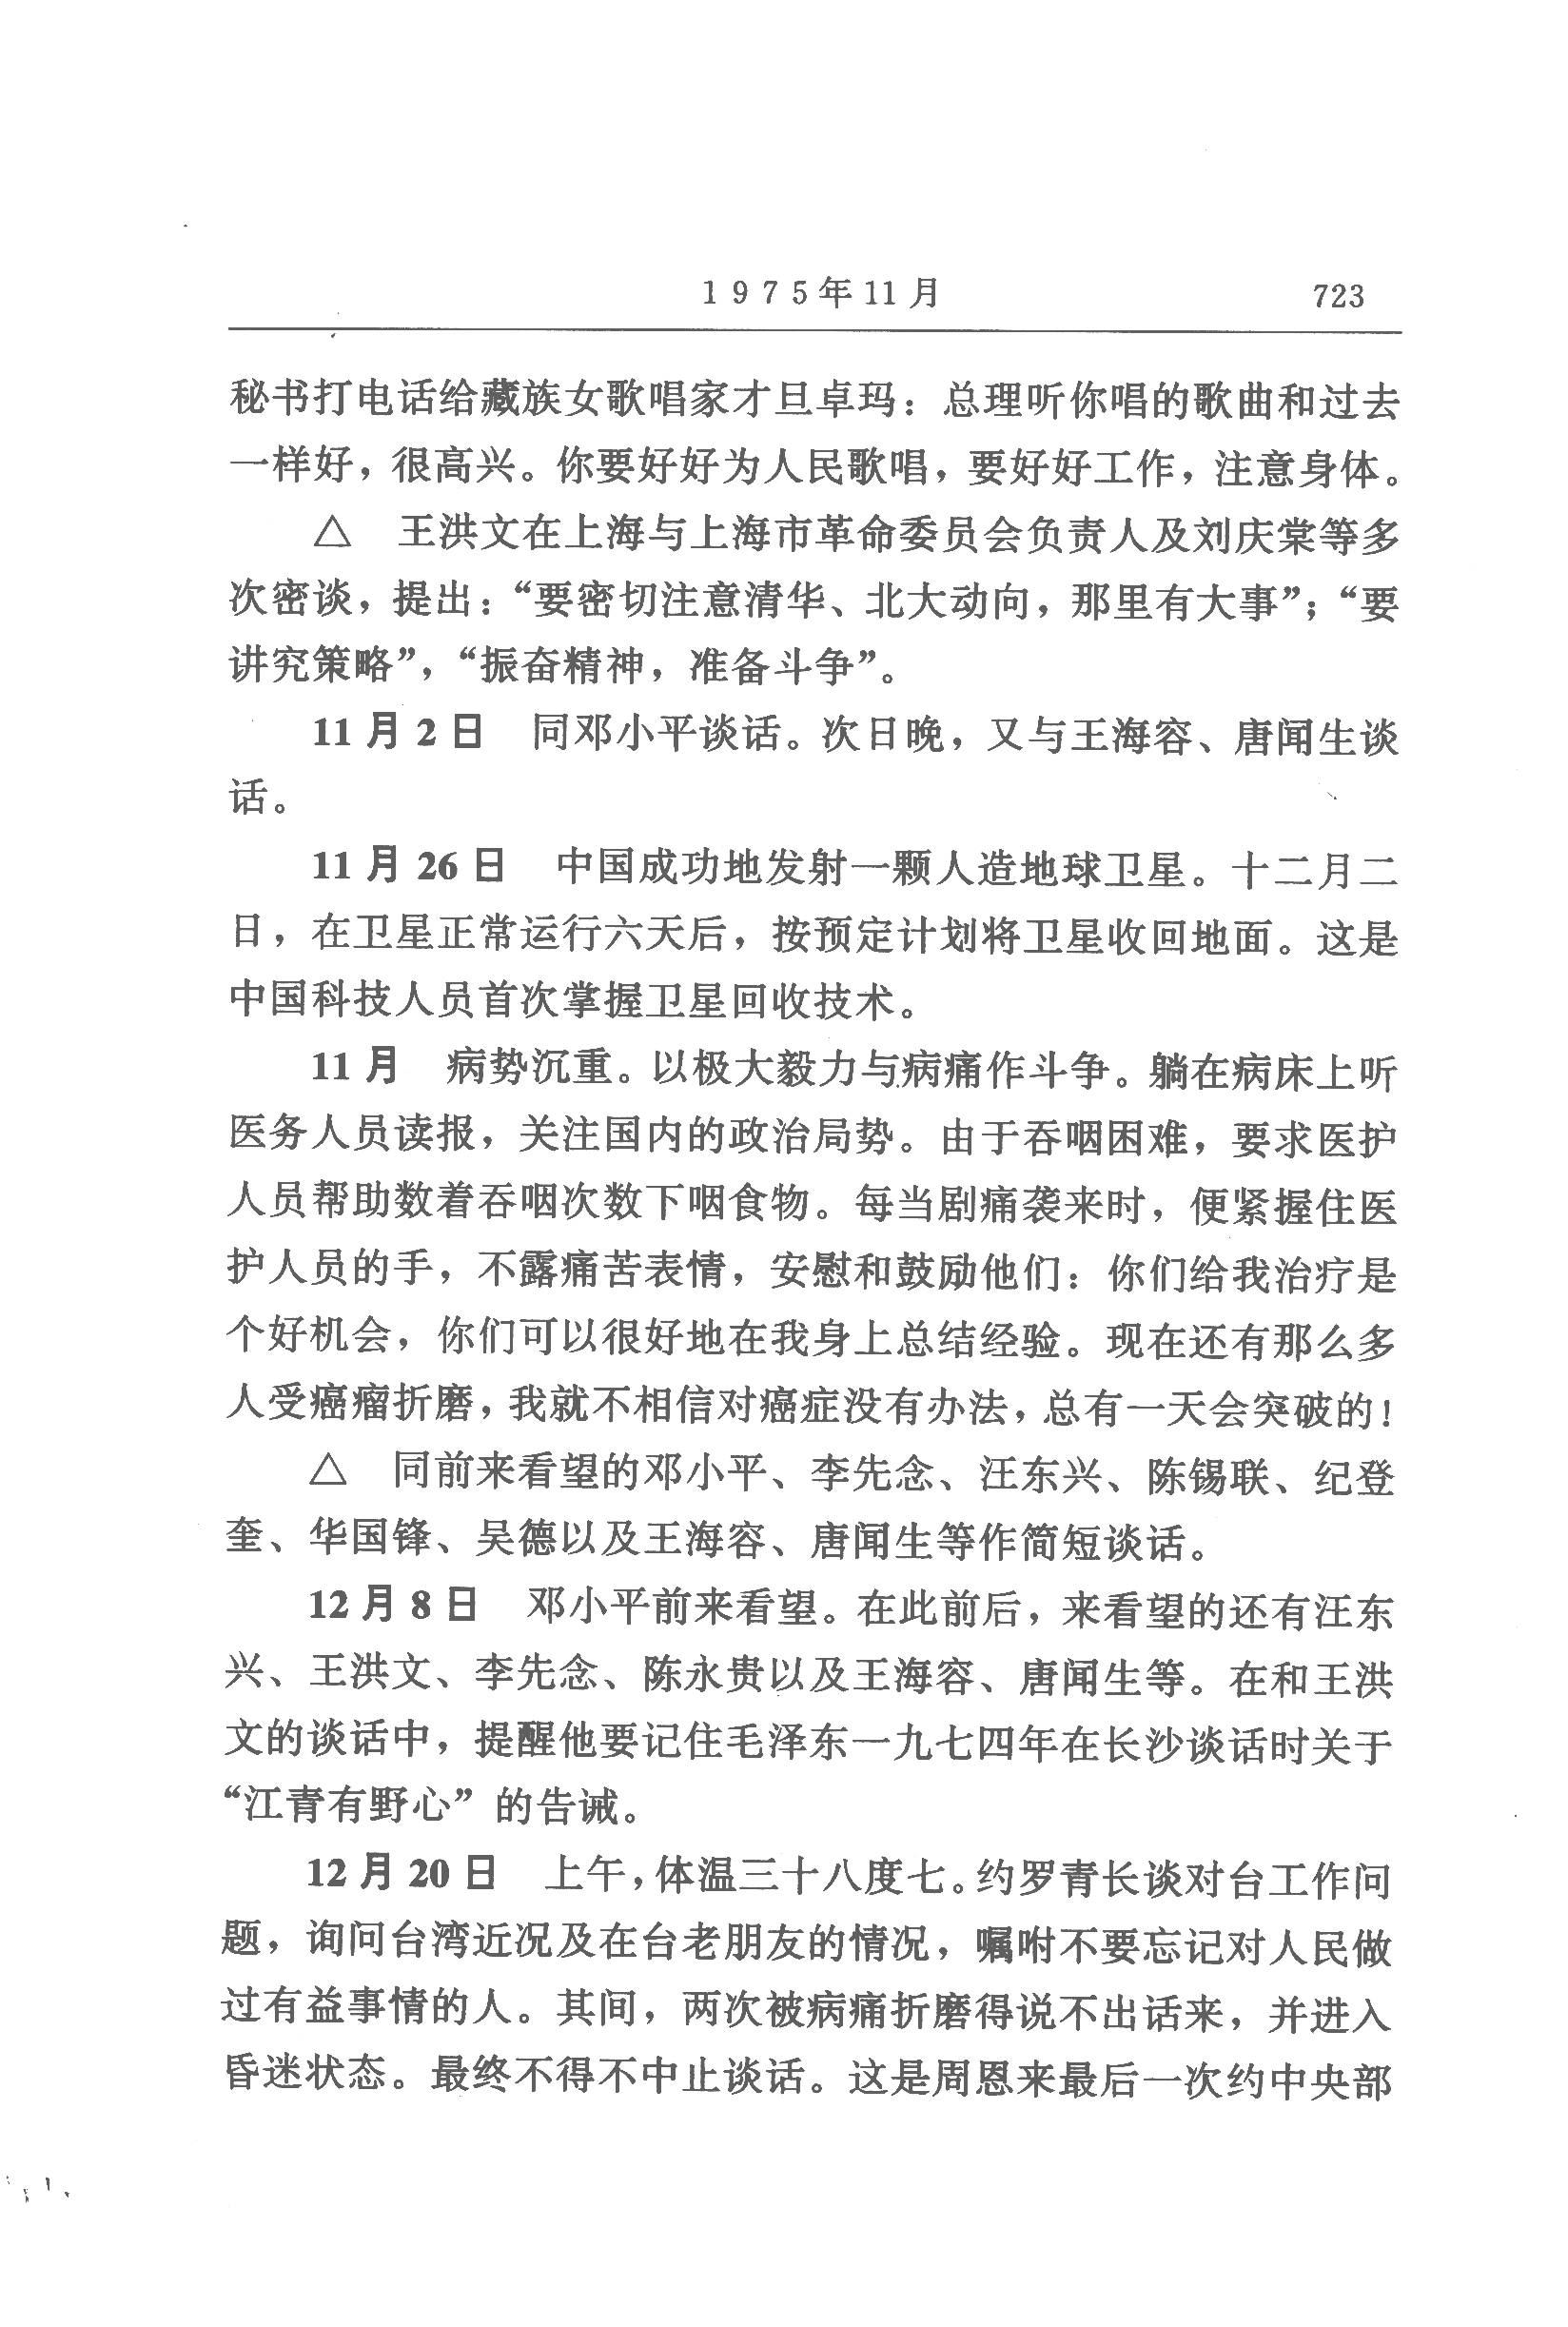 1975年11月 723
秘书打电话给藏族女歌唱家才旦卓玛：总理听你唱的歌曲和过去
一样好，很高兴。你要好好为人民歌唱，要好好工作，注意身体。
△ 王洪文在上海与上海市革命委员会负责人及刘庆棠等多
次密谈，提出：“要密切注意清华、北大动向，那里有大事”；“要
讲究策略”，“振奋精神，准备斗争”。
11月2日 同邓小平谈话。次日晚，又与王海容、唐闻生谈
话。
11月26日 中国成功地发射一颗人造地球卫星。十二月二
日，在卫星正常运行六天后，按预定计划将卫星收回地面。这是
中国科技人员首次掌握卫星回收技术。
11月 病势沉重。以极大毅力与病痛作斗争。躺在病床上听
医务人员读报，关注国内的政治局势。由于吞咽困难，要求医护
人员帮助数着吞咽次数下咽食物。每当剧痛袭来时，便紧握住医
护人员的手，不露痛苦表情，安慰和鼓励他们：你们给我治疗是
个好机会，你们可以很好地在我身上总结经验。现在还有那么多
人受癌瘤折磨，我就不相信对癌症没有办法，总有一天会突破的！
△ 同前来看望的邓小平、李先念、汪东兴、陈锡联、纪登
奎、华国锋、吴德以及王海容、唐闻生等作简短谈话。
12月8日 邓小平前来看望。在此前后，来看望的还有汪东
兴、王洪文、李先念、陈永贵以及王海容、唐闻生等。在和王洪
文的谈话中，提醒他要记住毛泽东一九七四年在长沙谈话时关于
“江青有野心”的告诫。
12月20日 上午，体温三十八度七。约罗青长谈对台工作问
题，询问台湾近况及在台老朋友的情况，嘱咐不要忘记对人民做
过有益事情的人。其间，两次被病痛折磨得说不出话来，并进入
昏迷状态。最终不得不中止谈话。这是周恩来最后一次约中央部